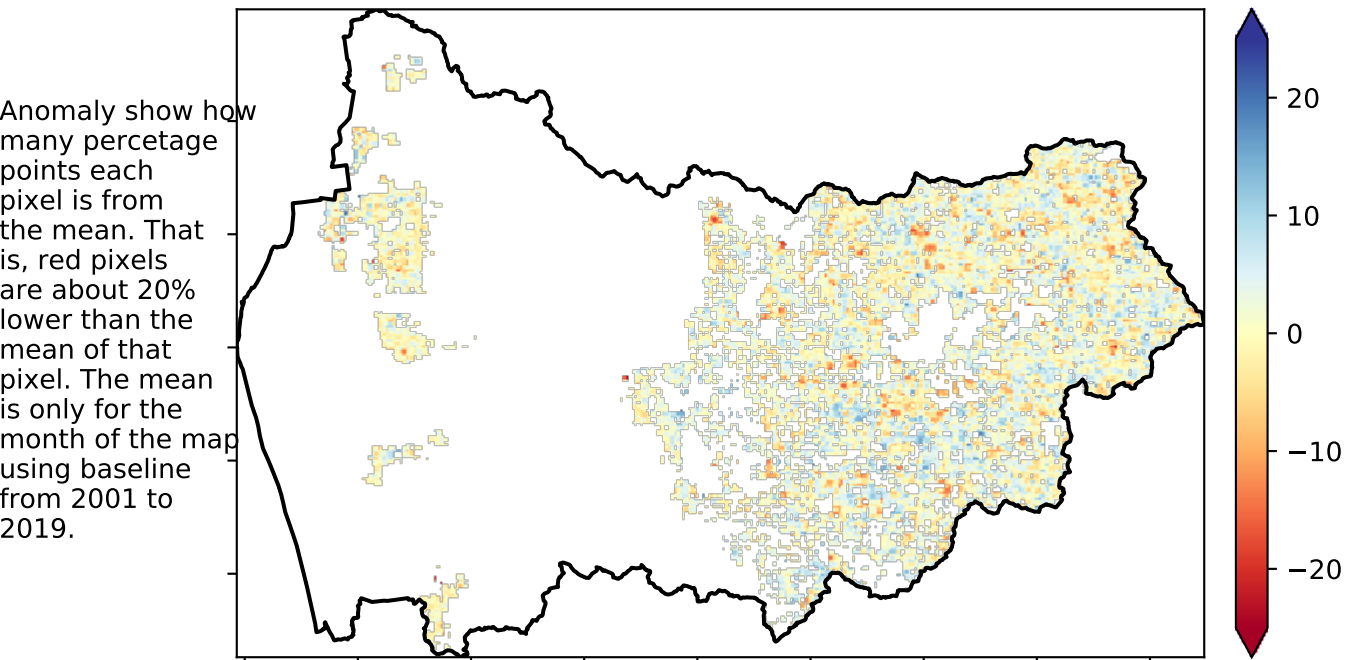 Anomaly show how
many percetage
points each
pixel is from
the mean. That
is, red pixels
are about 20%
lower than the
mean of that
pixel. The mean
is only for the
month of the map
using baseline
from 2001 to
2019.
20
10
0
−10
−20